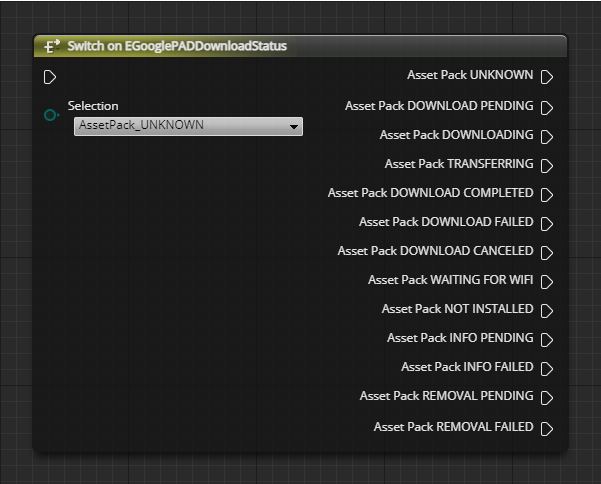 Switch on EGooglePADDownloadStatus
Asset Pack UNKNOWN
Selection
AssetPack_UNKNOWN
Asset Pack DOWNLOAD PENDING
Asset Pack DOWNLOADING
Asset Pack TRANSFERRING
Asset Pack DOWNLOAD COMPLETED
Asset Pack DOWNLOAD FAILED
Asset Pack DOWNLOAD CANCELED
Asset Pack WAITING FOR WIFI
Asset Pack NOT INSTALLED
Asset Pack INFO PENDING
Asset Pack INFO FAILED
Asset Pack REMOVAL PENDING
Asset Pack REMOVAL FAILED